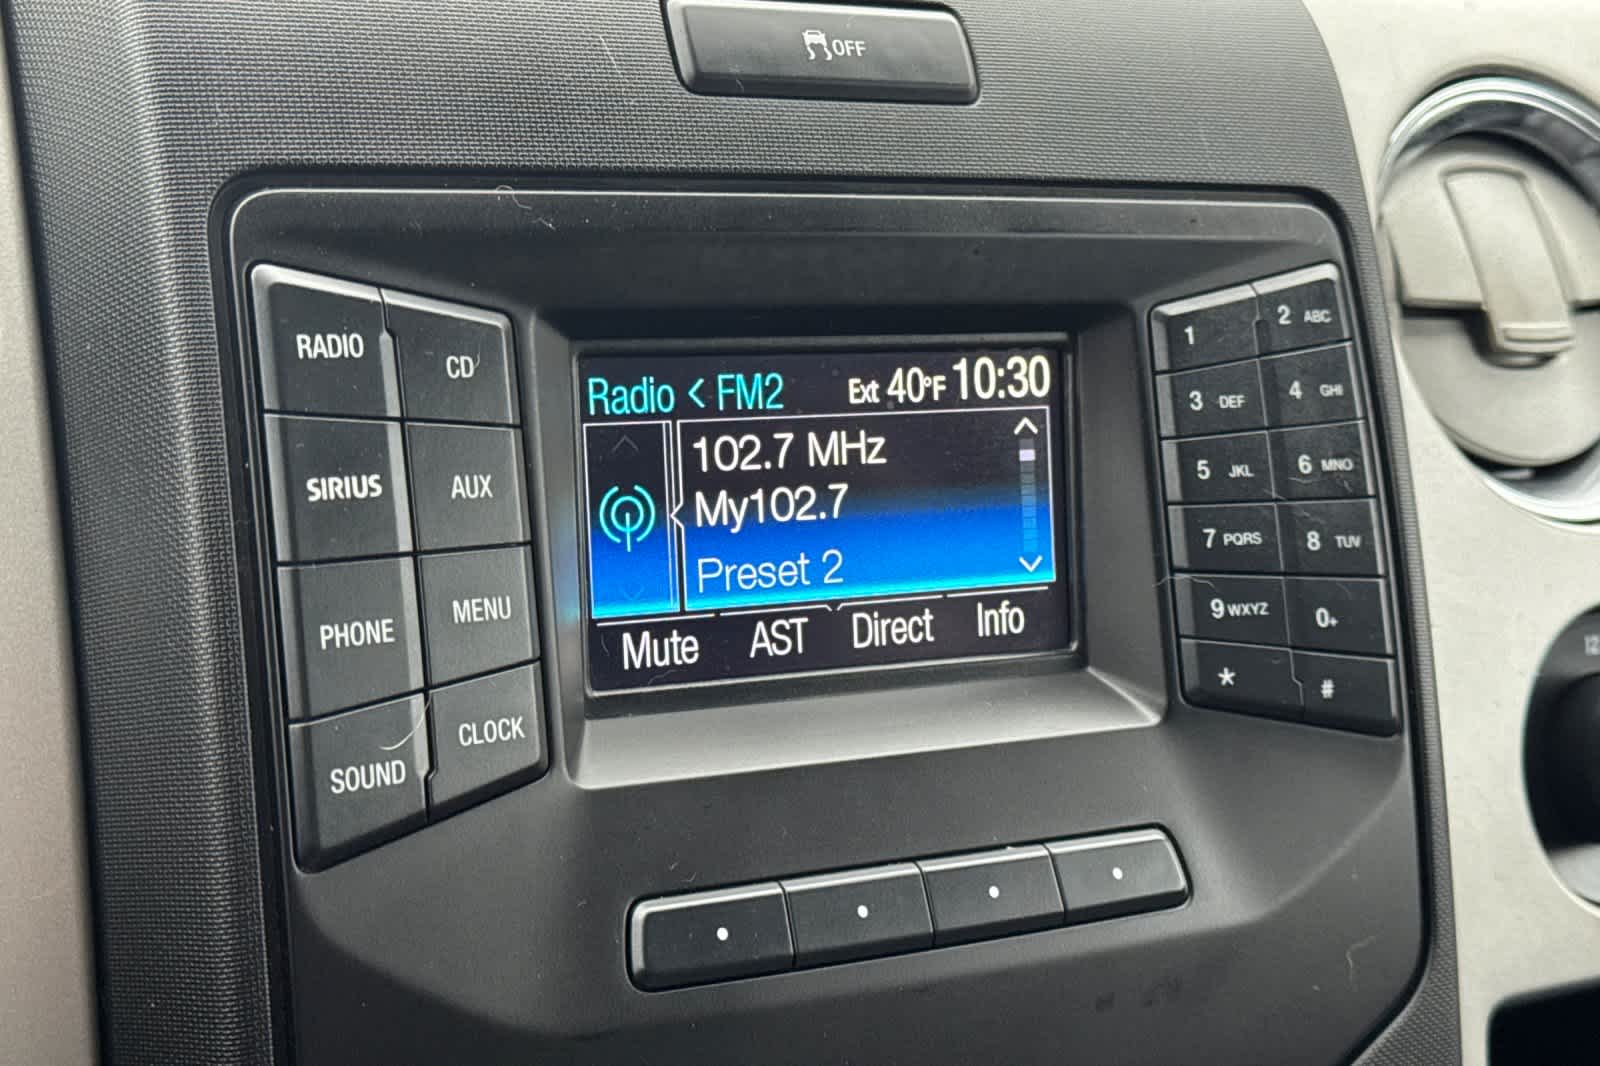 OFF
RADIO
CD
SIRIUS
AUX
PHONE
MENU
SOUND
CLOCK
Radio < FM2 Ext 40°F 10:30
102.7 MHz
My102.7
Preset 2
Mute AST Direct Info
1
2 ABC
3 DEF
4 GHI
5 JKL
6 MNO
7 PQRS
8 TUV
9 WXYZ
0+
*
#
12